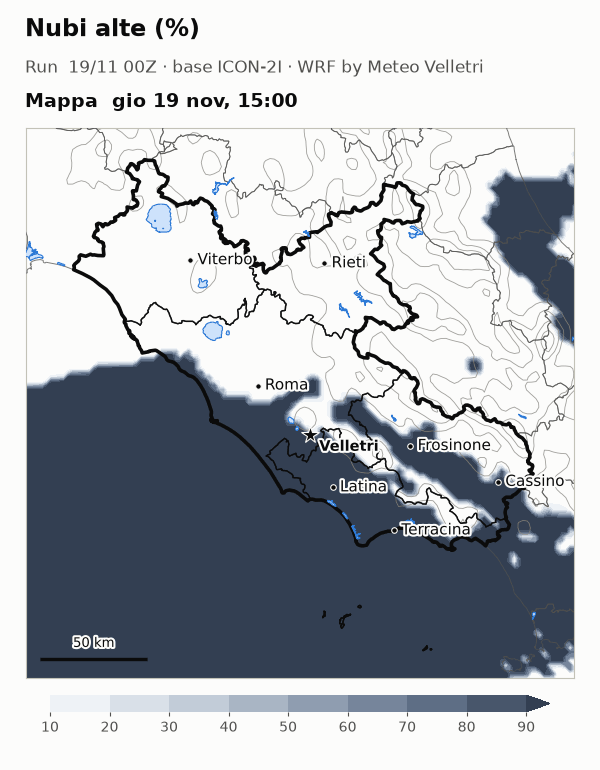 Nubi alte (%)
Run  19/11 00Z · base ICON-2I · WRF by Meteo Velletri
Mappa  gio 19 nov, 15:00
Viterbo
Rieti
Roma
Velletri
Frosinone
Cassino
Latina
Terracina
50 km
10 20 30 40 50 60 70 80 90